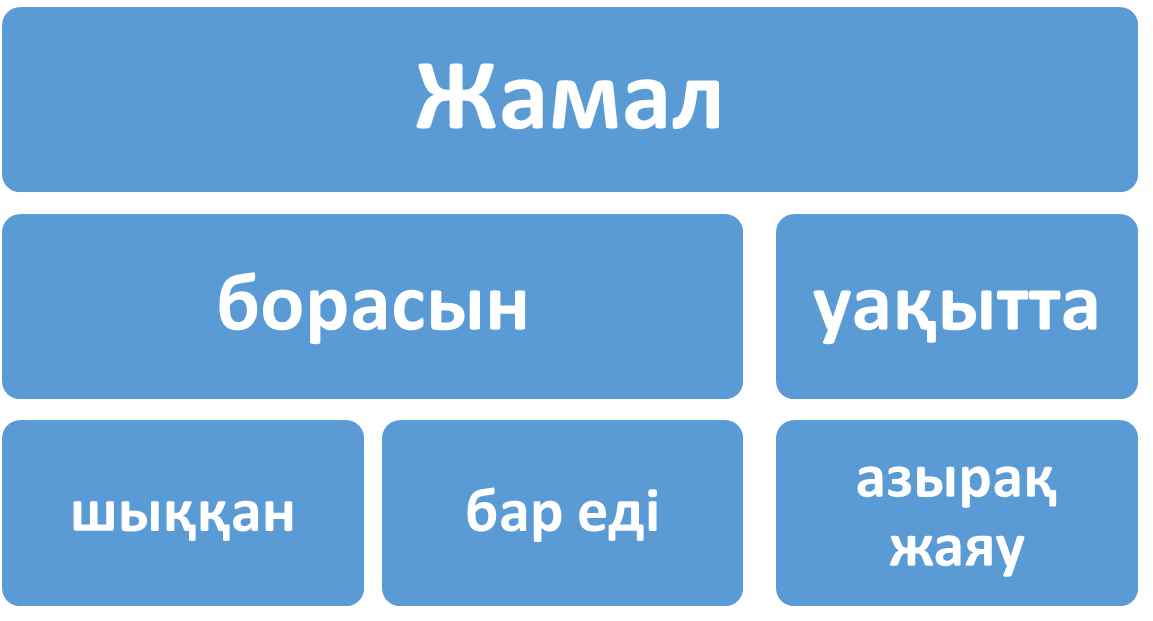 Жамал
борасын
уақытта
шыққан
бар еді
азырақ
жаяу